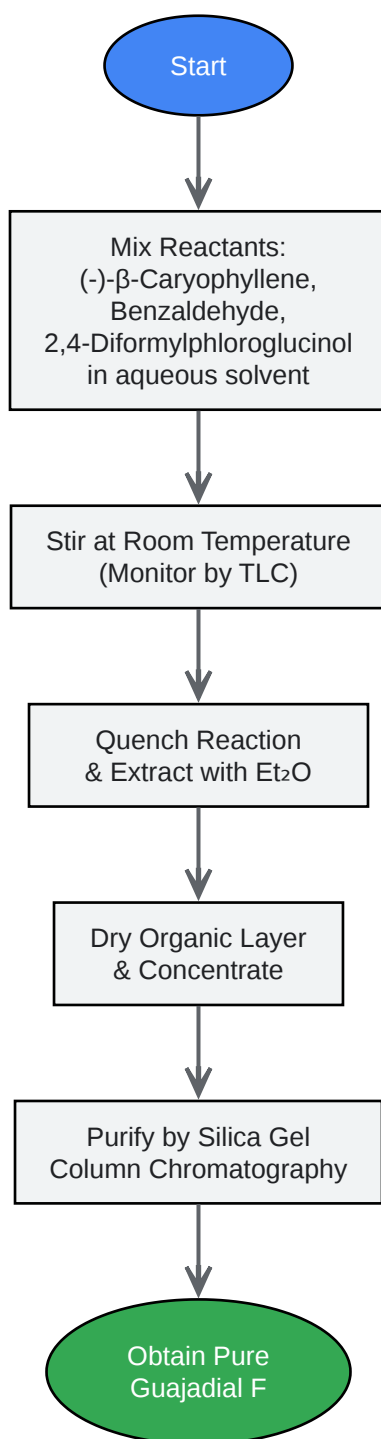 Start
Mix Reactants:
(-)-β-Caryophyllene,
Benzaldehyde,
2,4-Diformylphloroglucinol
in aqueous solvent
Stir at Room Temperature
(Monitor by TLC)
Quench Reaction
& Extract with Et₂O
Dry Organic Layer
& Concentrate
Purify by Silica Gel
Column Chromatography
Obtain Pure
Guajadial F